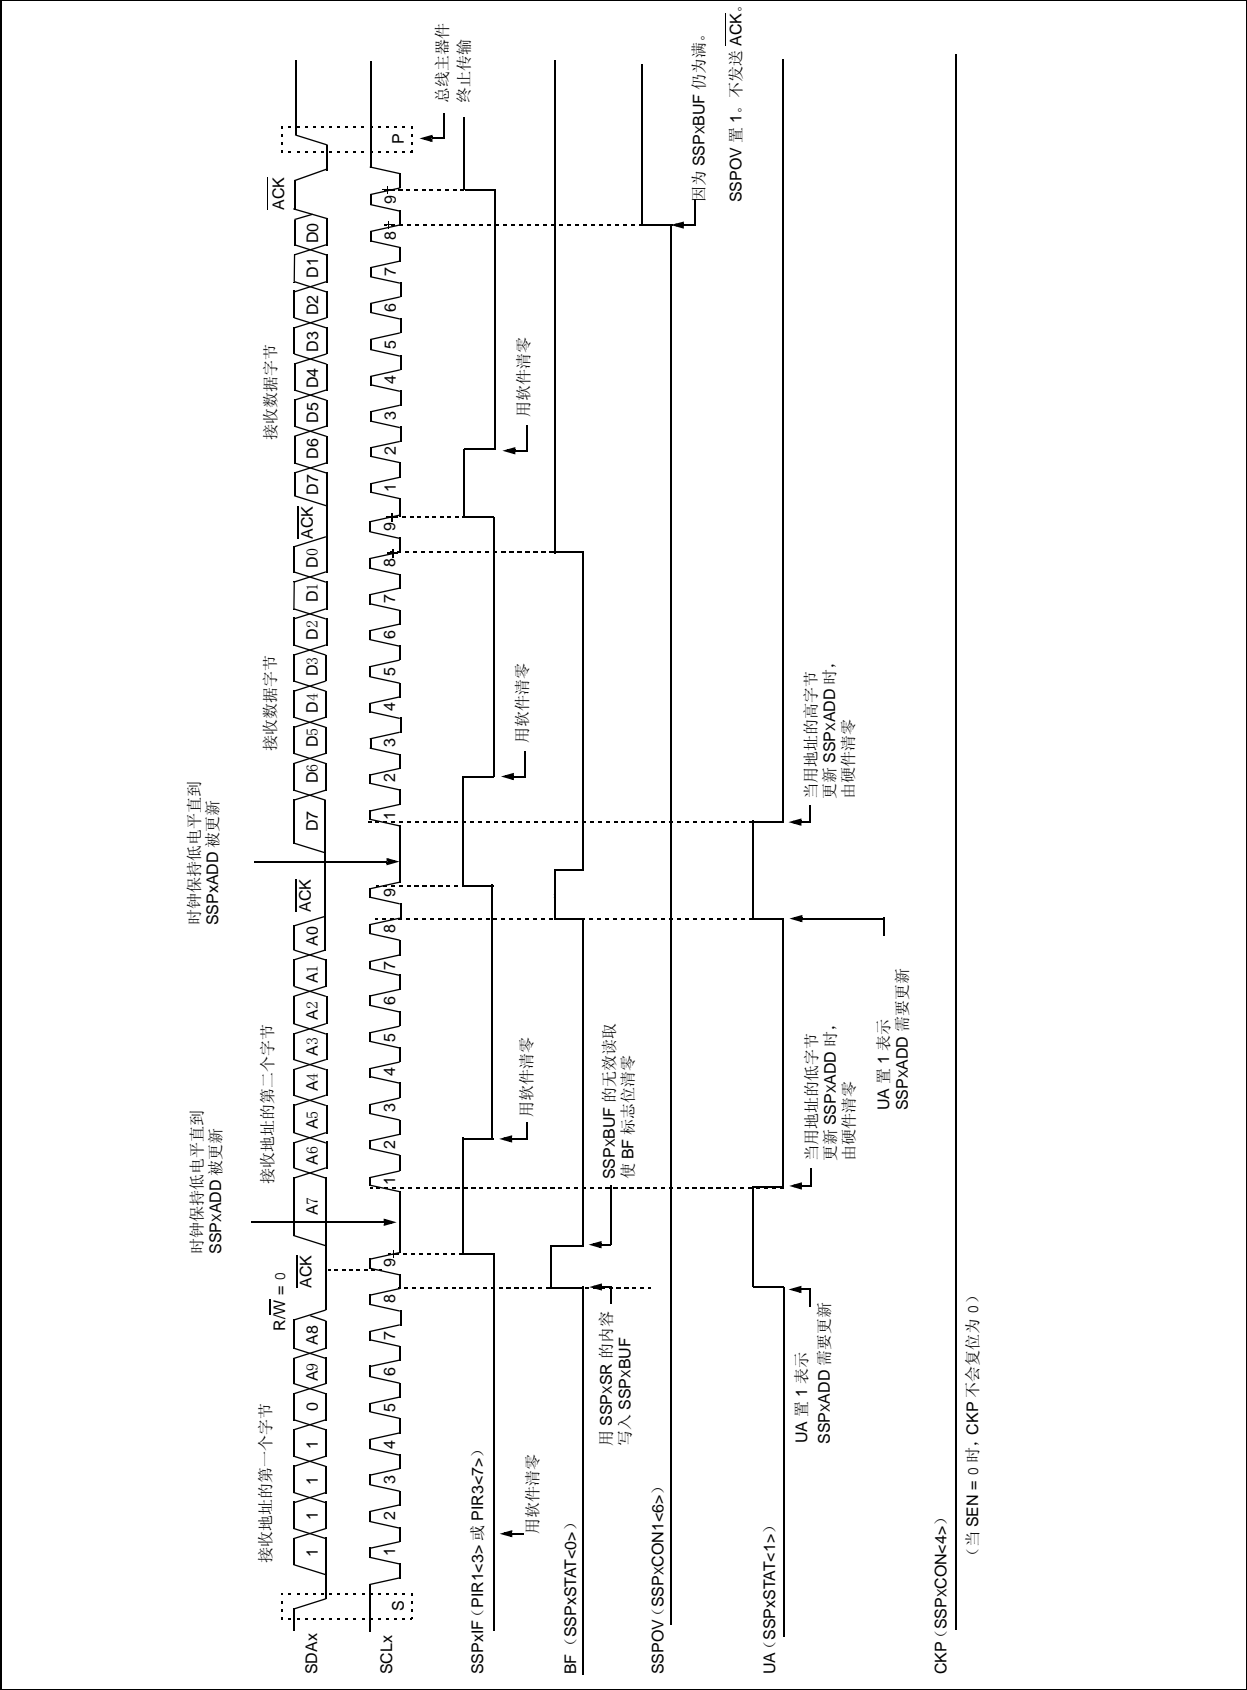 接收地址的第一个字节
R/W = 0
ACK
时钟保持低电平直到
SSPxADD 被更新
接收地址的第二个字节
ACK
时钟保持低电平直到
SSPxADD 被更新
接收数据字节
ACK
接收数据字节
ACK
SDAx
1 1 1 1 0 A9 A8
A7 A6 A5 A4 A3 A2 A1 A0
D7 D6 D5 D4 D3 D2 D1 D0
D7 D6 D5 D4 D3 D2 D1 D0
SCLx
S
1 2 3 4 5 6 7 8 9
1 2 3 4 5 6 7 8 9
1 2 3 4 5 6 7 8 9
1 2 3 4 5 6 7 8 9
P
总线主器件
终止传输
SSPxIF（PIR1<3> 或 PIR3<7>）
用软件清零
用软件清零
用软件清零
用软件清零
BF（SSPxSTAT<0>）
用 SSPxSR 的内容
写入 SSPxBUF
SSPxBUF 的无效读取
使 BF 标志位清零
SSPOV（SSPxCON1<6>）
因为 SSPxBUF 仍为满。
SSPOV 置 1。不发送 ACK。
UA（SSPxSTAT<1>）
UA 置 1 表示
SSPxADD 需要更新
当用地址的低字节
更新 SSPxADD 时，
由硬件清零
UA 置 1 表示
SSPxADD 需要更新
当用地址的高字节
更新 SSPxADD 时，
由硬件清零
CKP（SSPxCON<4>）
（当 SEN = 0 时，CKP 不会复位为 0）